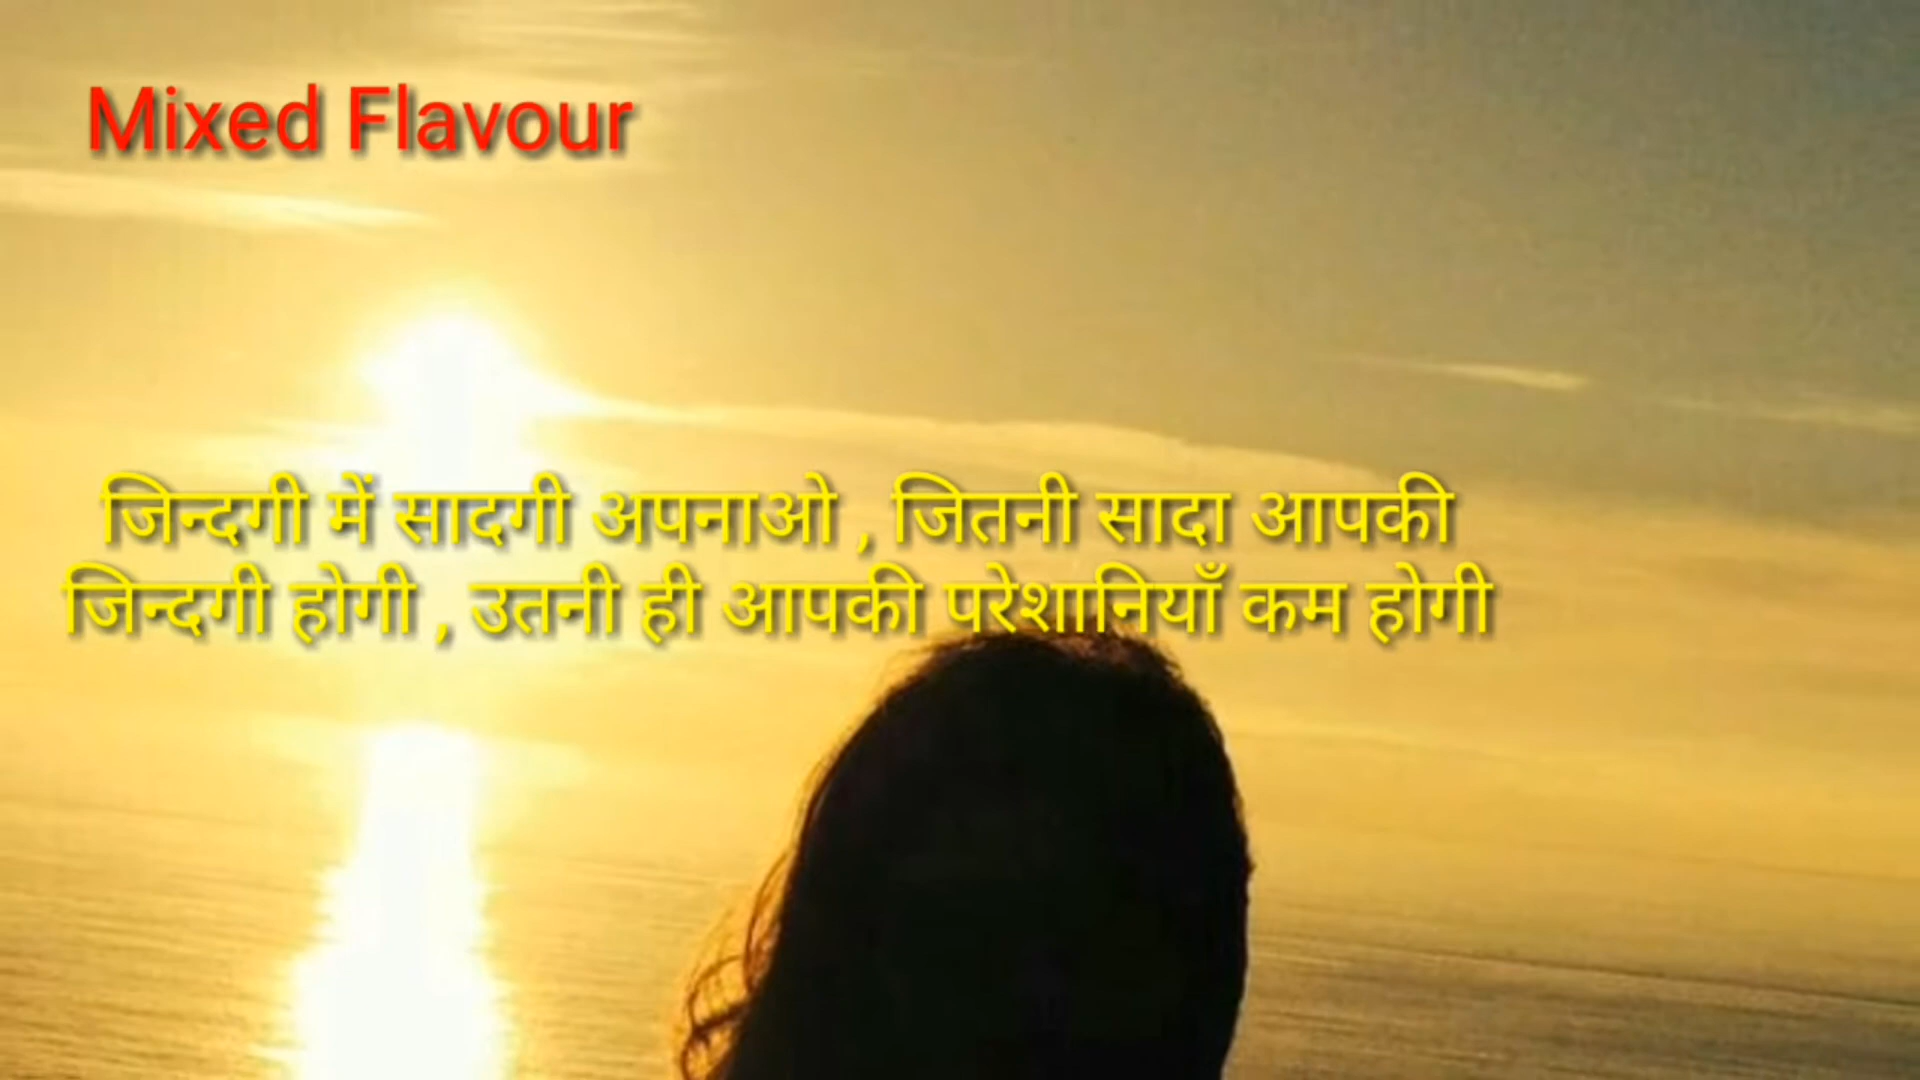 Mixed Flavour
जिन्दगी में सादगी अपनाओ , जितनी सादा आपकी
जिन्दगी होगी , उतनी ही आपकी परेशानियाँ कम होगी